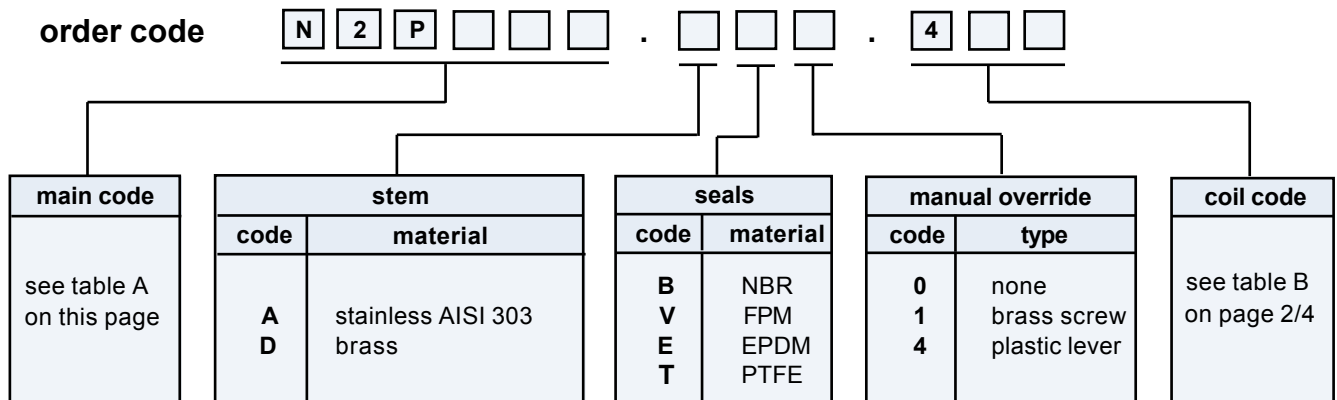 order code N 2 P . . 4
main code
see table A
on this page
stem
code material
A stainless AISI 303
D brass
seals
code material
B NBR
V FPM
E EPDM
T PTFE
manual override
code type
0 none
1 brass screw
4 plastic lever
coil code
see table B
on page 2/4